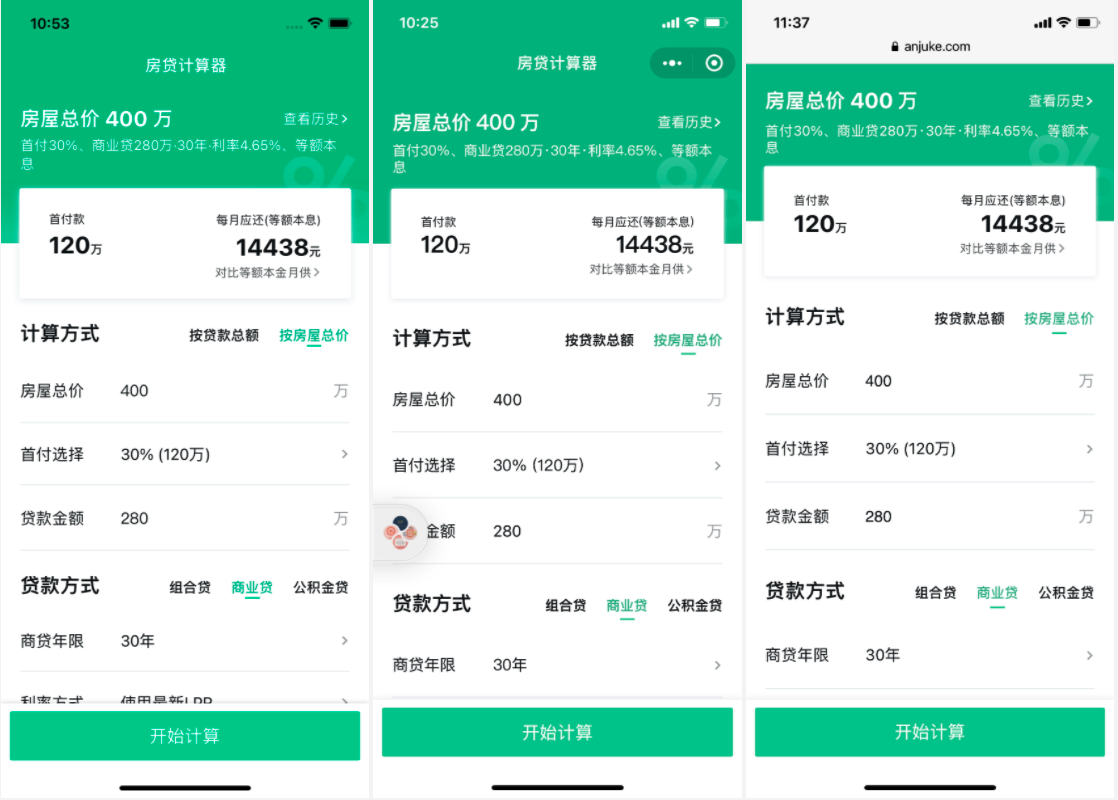 10:53
房贷计算器
房屋总价 400 万
查看历史
首付30%、商业贷280万·30年·利率4.65%、等额本
息
首付款
每月应还(等额本息)
120万
14438元
对比等额本金月供
计算方式
按贷款总额
按房屋总价
房屋总价
400
万
首付选择
30% (120万)
贷款金额
280
万
贷款方式
组合贷
商业贷
公积金贷
商贷年限
30年
利率方式
使用最新LPR
开始计算
10:25
房贷计算器
房屋总价 400 万
查看历史
首付30%、商业贷280万·30年·利率4.65%、等额本
息
首付款
每月应还(等额本息)
120万
14438元
对比等额本金月供
计算方式
按贷款总额
按房屋总价
房屋总价
400
万
首付选择
30% (120万)
金额
280
万
贷款方式
组合贷
商业贷
公积金贷
商贷年限
30年
开始计算
11:37
anjuke.com
房屋总价 400 万
查看历史
首付30%、商业贷280万·30年·利率4.65%、等额本
息
首付款
每月应还(等额本息)
120万
14438元
对比等额本金月供
计算方式
按贷款总额
按房屋总价
房屋总价
400
万
首付选择
30% (120万)
贷款金额
280
万
贷款方式
组合贷
商业贷
公积金贷
商贷年限
30年
开始计算